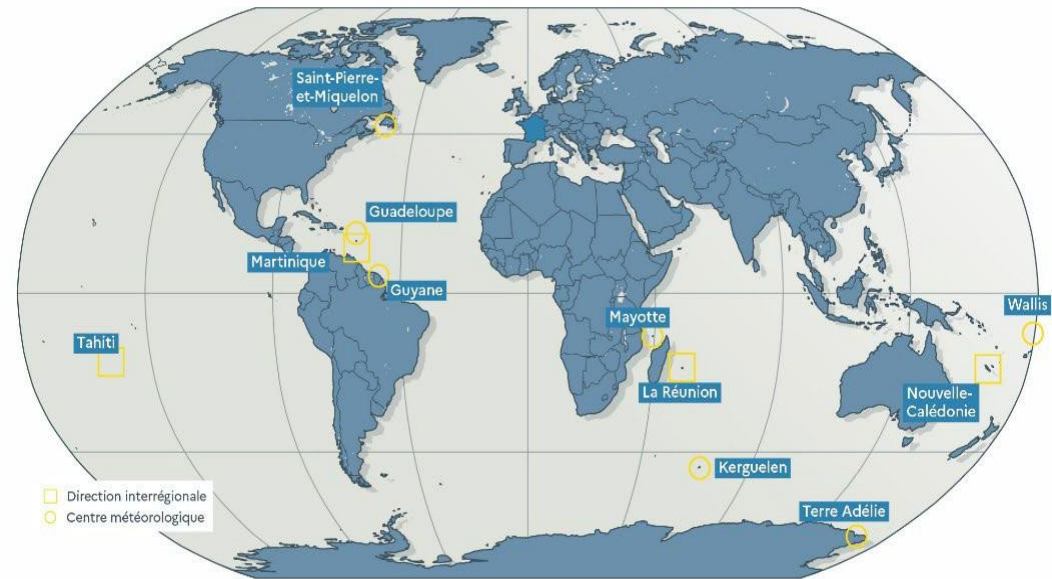 Saint-Pierre-
et-Miquelon
Guadeloupe
Martinique
Guyane
Mayotte
Wallis
Tahiti
La Réunion
Nouvelle-
Calédonie
Kerguelen
Direction interrégionale
Centre météorologique
Terre Adélie